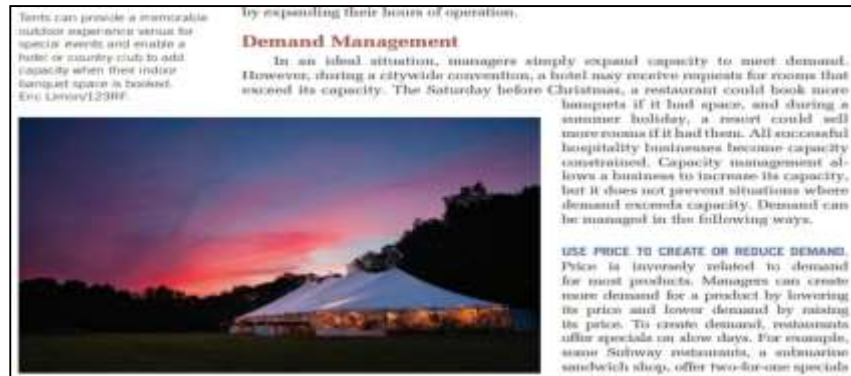 Tents can provide a memorable
outdoor experience venue for
special events and enable a
hotel or country club to add
capacity when their indoor
banquet space is booked.
Eric Limon/123RF.
by expanding their hours of operation.
Demand Management
In an ideal situation, managers simply expand capacity to meet demand.
However, during a citywide convention, a hotel may receive requests for rooms that
exceed its capacity. The Saturday before Christmas, a restaurant could book more
banquets if it had space, and during a
summer holiday, a resort could sell
more rooms if it had them. All successful
hospitality businesses become capacity
constrained. Capacity management al-
lows a business to increase its capacity,
but it does not prevent situations where
demand exceeds capacity. Demand can
be managed in the following ways.
USE PRICE TO CREATE OR REDUCE DEMAND.
Price is inversely related to demand
for most products. Managers can create
more demand for a product by lowering
its price and lower demand by raising
its price. To create demand, restaurants
offer specials on slow days. For example,
some Subway restaurants, a submarine
sandwich shop, offer two-for-one specials